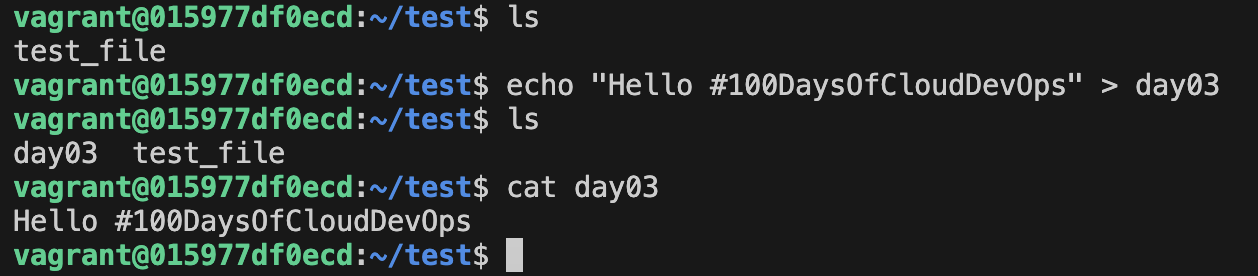 vagrant@015977df0ecd:~/test$ ls
test_file
vagrant@015977df0ecd:~/test$ echo "Hello #100DaysOfCloudDevOps" > day03
vagrant@015977df0ecd:~/test$ ls
day03  test_file
vagrant@015977df0ecd:~/test$ cat day03
Hello #100DaysOfCloudDevOps
vagrant@015977df0ecd:~/test$